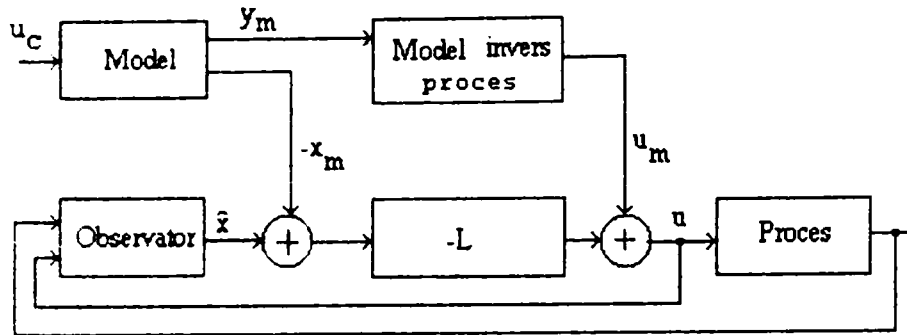 u_c
Model
y_m
Model invers
proces
-x_m
u_m
Observator
x̂
+
-L
+
u
Proces